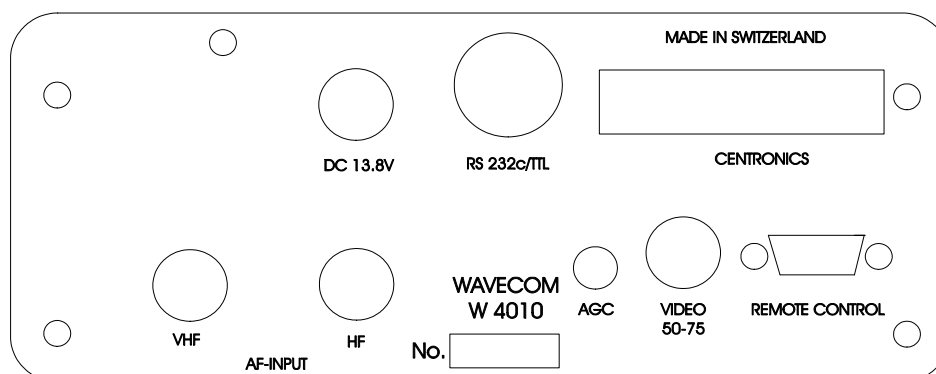 MADE IN SWITZERLAND
DC 13.8V
RS 232c/TTL
CENTRONICS
VHF
HF
AF-INPUT
WAVECOM
W 4010
No.
AGC
VIDEO
50-75
REMOTE CONTROL